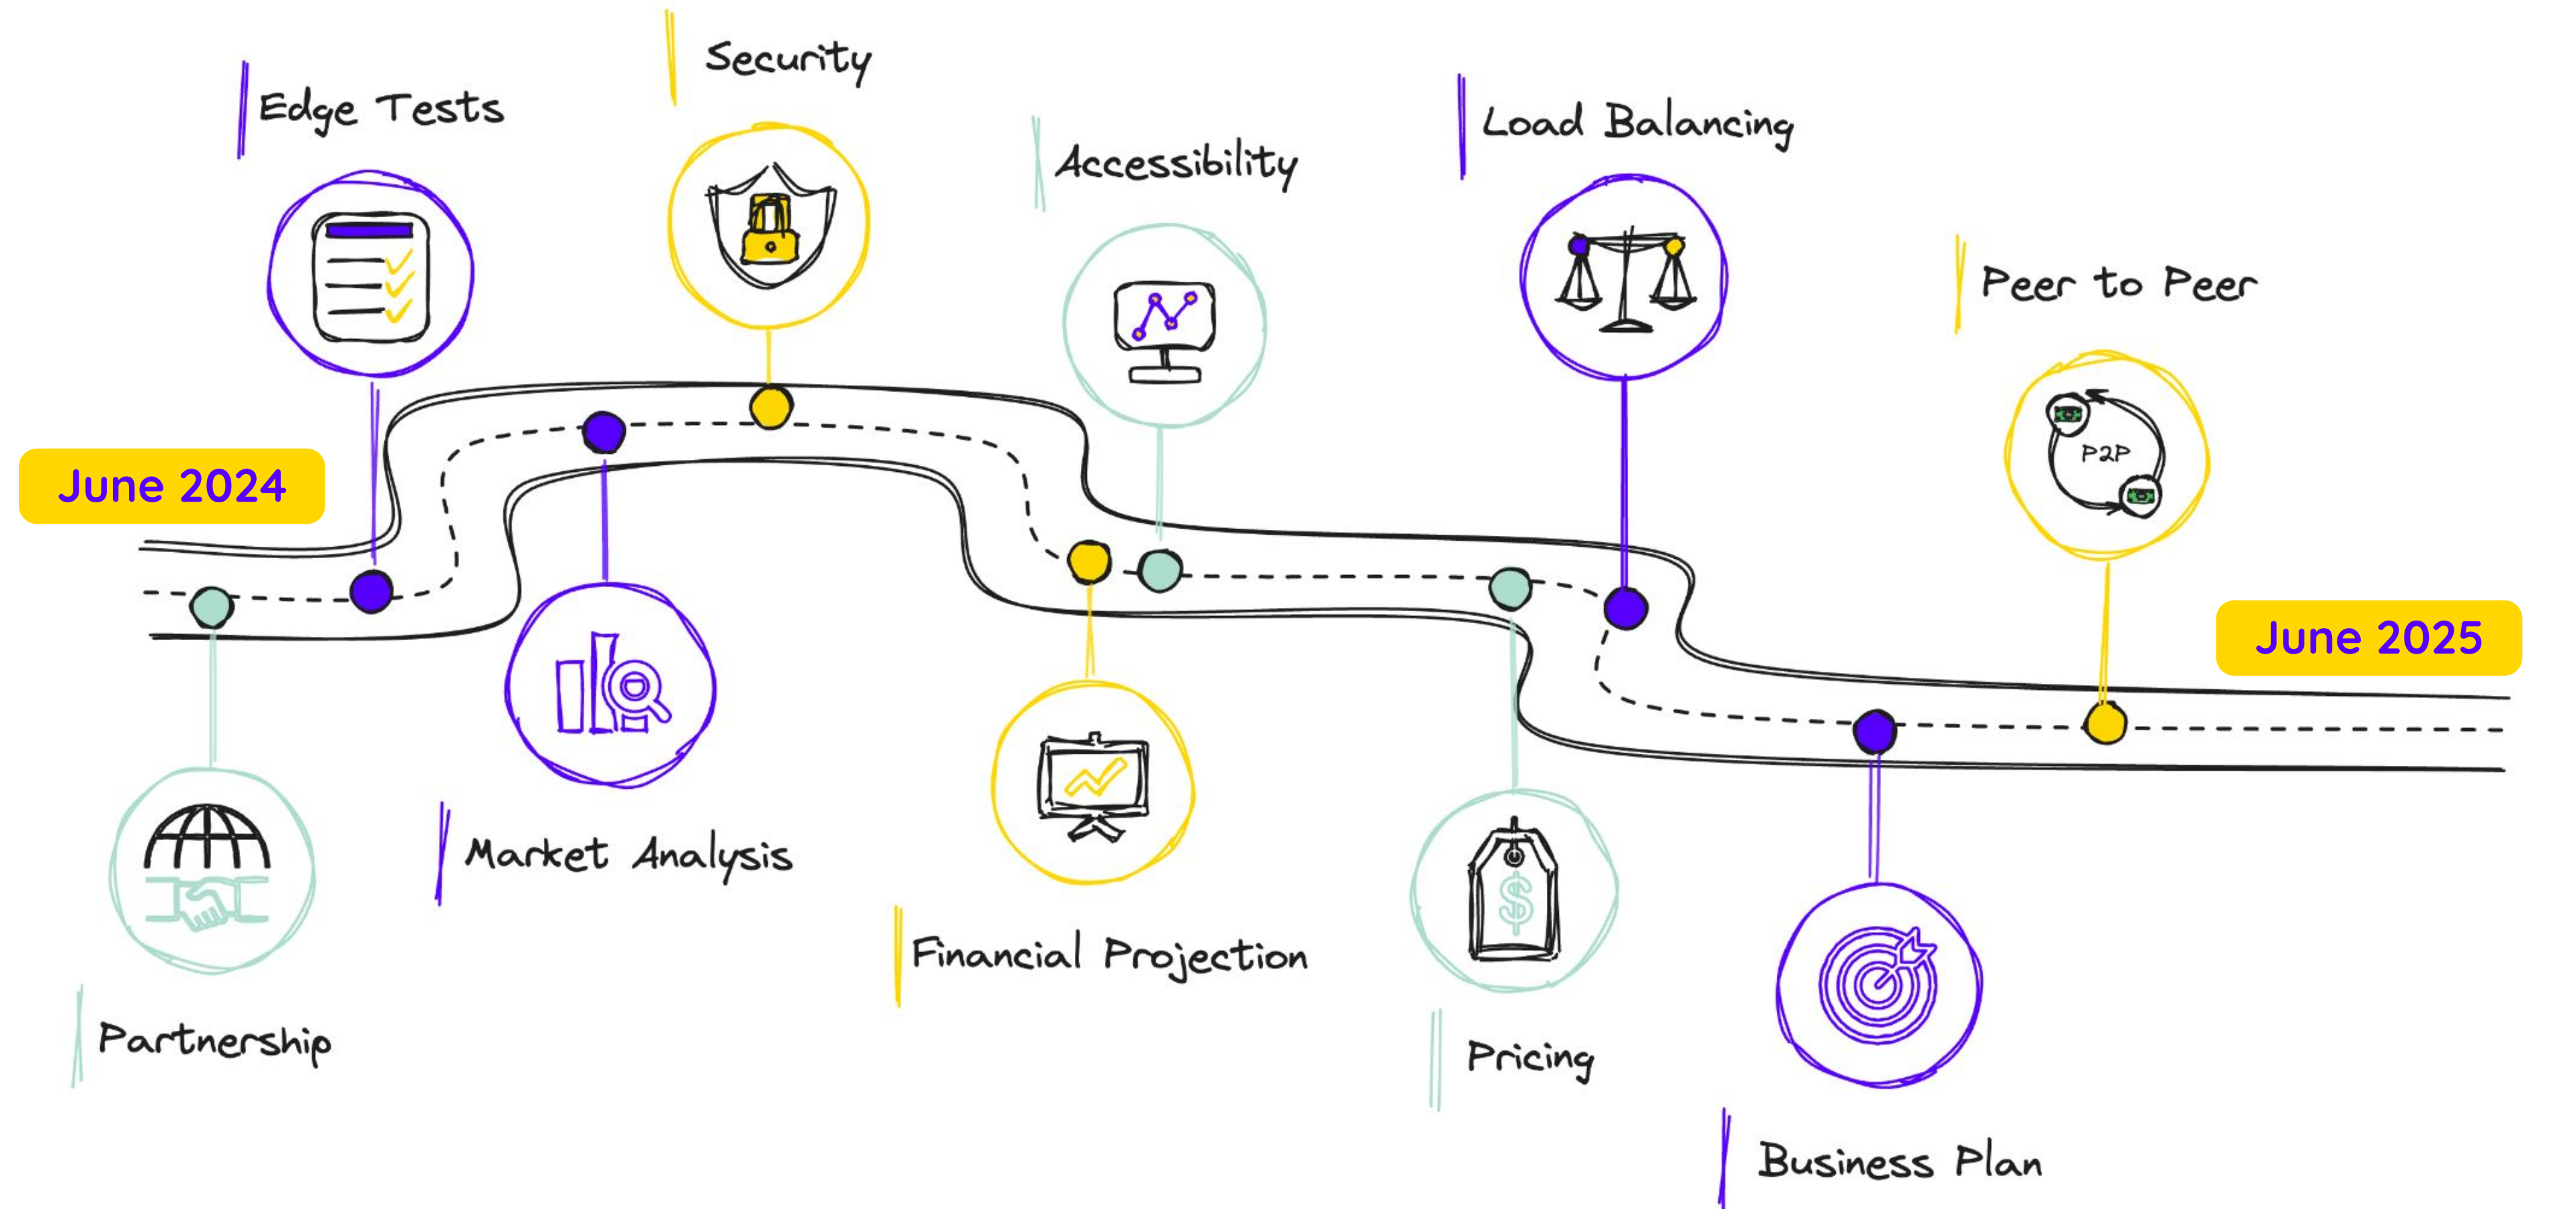 Security
Edge Tests
Load Balancing
Accessibility
Peer to Peer
P2P
June 2024
June 2025
Market Analysis
Financial Projection
$
Partnership
Pricing
Business Plan